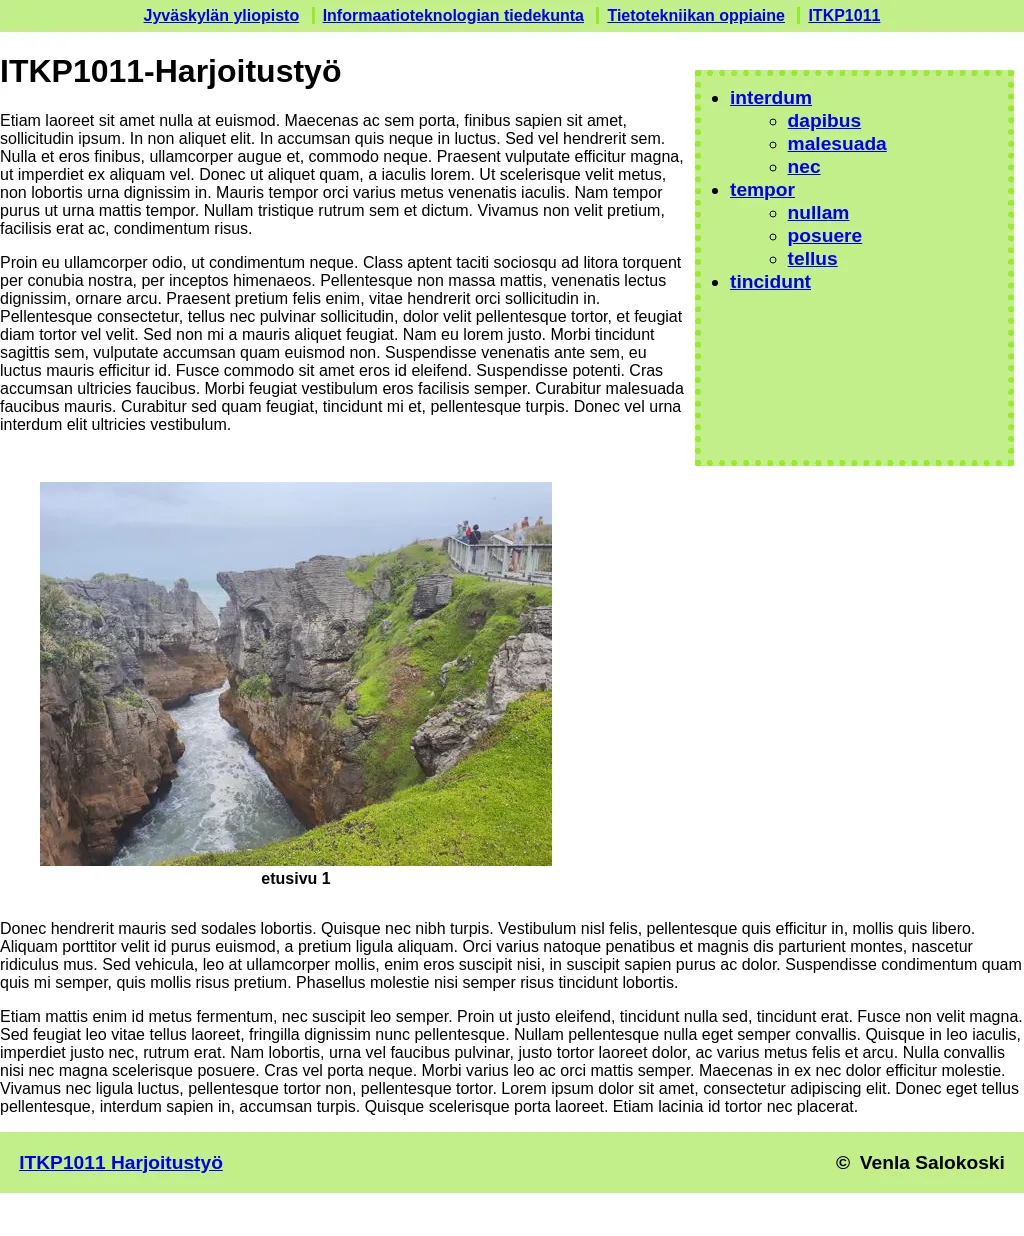 Jyväskylän yliopisto Informaatioteknologian tiedekunta Tietotekniikan oppiaine ITKP1011
ITKP1011-Harjoitustyö
Etiam laoreet sit amet nulla at euismod. Maecenas ac sem porta, finibus sapien sit amet,
sollicitudin ipsum. In non aliquet elit. In accumsan quis neque in luctus. Sed vel hendrerit sem.
Nulla et eros finibus, ullamcorper augue et, commodo neque. Praesent vulputate efficitur magna,
ut imperdiet ex aliquam vel. Donec ut aliquet quam, a iaculis lorem. Ut scelerisque velit metus,
non lobortis urna dignissim in. Mauris tempor orci varius metus venenatis iaculis. Nam tempor
purus ut urna mattis tempor. Nullam tristique rutrum sem et dictum. Vivamus non velit pretium,
facilisis erat ac, condimentum risus.
Proin eu ullamcorper odio, ut condimentum neque. Class aptent taciti sociosqu ad litora torquent
per conubia nostra, per inceptos himenaeos. Pellentesque non massa mattis, venenatis lectus
dignissim, ornare arcu. Praesent pretium felis enim, vitae hendrerit orci sollicitudin in.
Pellentesque consectetur, tellus nec pulvinar sollicitudin, dolor velit pellentesque tortor, et feugiat
diam tortor vel velit. Sed non mi a mauris aliquet feugiat. Nam eu lorem justo. Morbi tincidunt
sagittis sem, vulputate accumsan quam euismod non. Suspendisse venenatis ante sem, eu
luctus mauris efficitur id. Fusce commodo sit amet eros id eleifend. Suspendisse potenti. Cras
accumsan ultricies faucibus. Morbi feugiat vestibulum eros facilisis semper. Curabitur malesuada
faucibus mauris. Curabitur sed quam feugiat, tincidunt mi et, pellentesque turpis. Donec vel urna
interdum elit ultricies vestibulum.
interdum
dapibus
malesuada
nec
tempor
nullam
posuere
tellus
tincidunt
etusivu 1
Donec hendrerit mauris sed sodales lobortis. Quisque nec nibh turpis. Vestibulum nisl felis, pellentesque quis efficitur in, mollis quis libero.
Aliquam porttitor velit id purus euismod, a pretium ligula aliquam. Orci varius natoque penatibus et magnis dis parturient montes, nascetur
ridiculus mus. Sed vehicula, leo at ullamcorper mollis, enim eros suscipit nisi, in suscipit sapien purus ac dolor. Suspendisse condimentum quam
quis mi semper, quis mollis risus pretium. Phasellus molestie nisi semper risus tincidunt lobortis.
Etiam mattis enim id metus fermentum, nec suscipit leo semper. Proin ut justo eleifend, tincidunt nulla sed, tincidunt erat. Fusce non velit magna.
Sed feugiat leo vitae tellus laoreet, fringilla dignissim nunc pellentesque. Nullam pellentesque nulla eget semper convallis. Quisque in leo iaculis,
imperdiet justo nec, rutrum erat. Nam lobortis, urna vel faucibus pulvinar, justo tortor laoreet dolor, ac varius metus felis et arcu. Nulla convallis
nisi nec magna scelerisque posuere. Cras vel porta neque. Morbi varius leo ac orci mattis semper. Maecenas in ex nec dolor efficitur molestie.
Vivamus nec ligula luctus, pellentesque tortor non, pellentesque tortor. Lorem ipsum dolor sit amet, consectetur adipiscing elit. Donec eget tellus
pellentesque, interdum sapien in, accumsan turpis. Quisque scelerisque porta laoreet. Etiam lacinia id tortor nec placerat.
ITKP1011 Harjoitustyö © Venla Salokoski